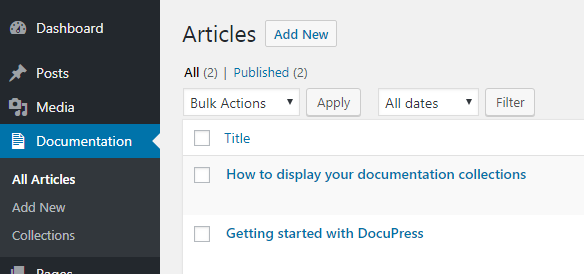 Dashboard
Posts
Media
Documentation
All Articles
Add New
Collections
Pages
Articles Add New
All (2) | Published (2)
Bulk Actions Apply All dates Filter
Title
How to display your documentation collections
Getting started with DocuPress